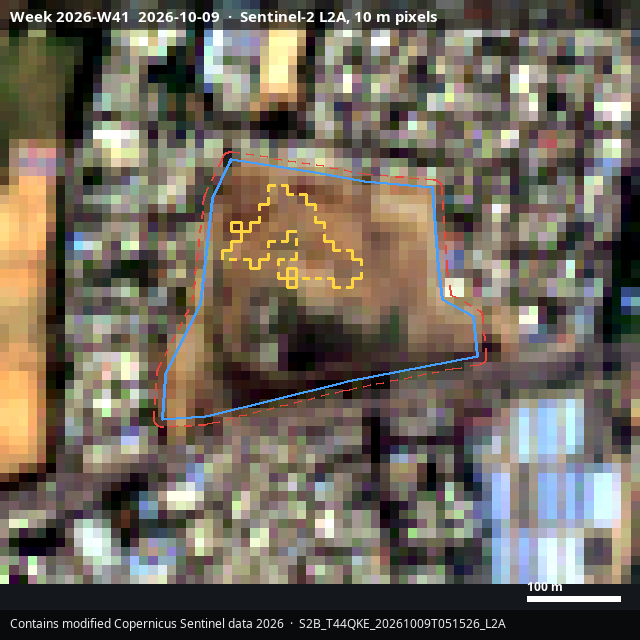 Week 2026-W41  2026-10-09  ·  Sentinel-2 L2A, 10 m pixels
100 m
Contains modified Copernicus Sentinel data 2026  ·  S2B_T44QKE_20261009T051526_L2A